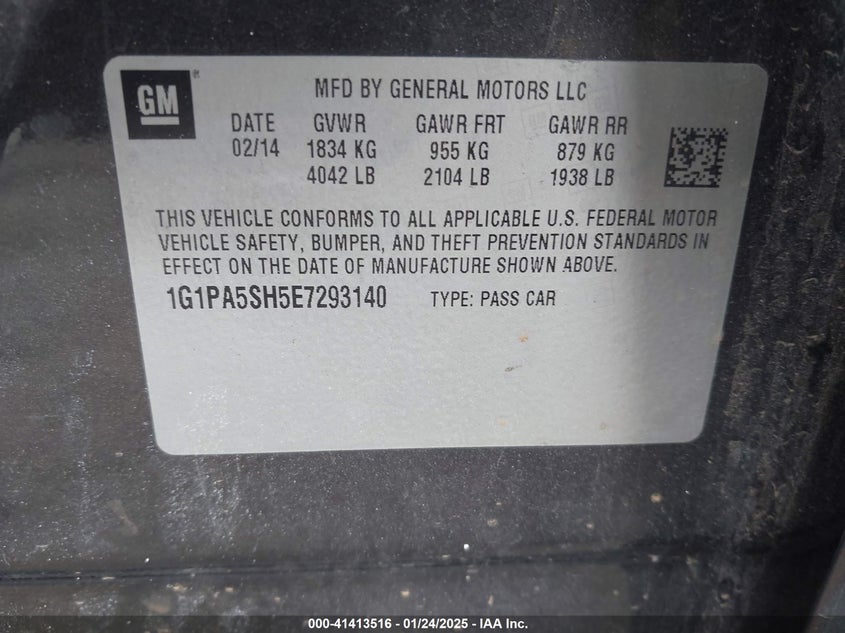 GM
MFD BY GENERAL MOTORS LLC
DATE GVWR GAWR FRT GAWR RR
02/14 1834 KG 955 KG 879 KG
4042 LB 2104 LB 1938 LB
THIS VEHICLE CONFORMS TO ALL APPLICABLE U.S. FEDERAL MOTOR
VEHICLE SAFETY, BUMPER, AND THEFT PREVENTION STANDARDS IN
EFFECT ON THE DATE OF MANUFACTURE SHOWN ABOVE.
1G1PA5SH5E7293140 TYPE: PASS CAR
000-41413516 - 01/24/2025 - IAA Inc.